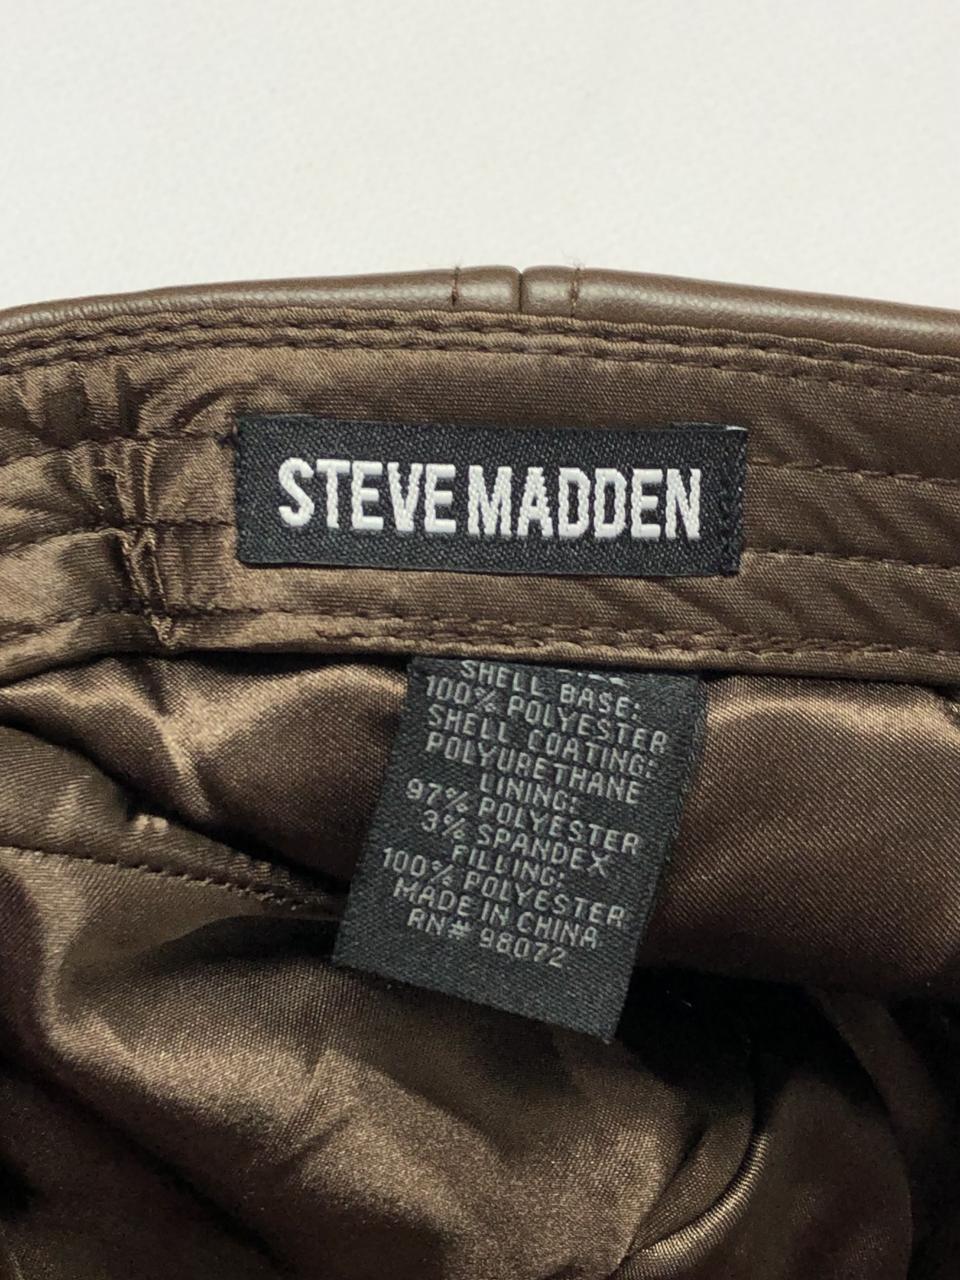 STEVE MADDEN
SHELL BASE:
100% POLYESTER
SHELL COATING:
POLYURETHANE
LINING:
97% POLYESTER
3% SPANDEX
FILLING:
100% POLYESTER
MADE IN CHINA
RN# 98072